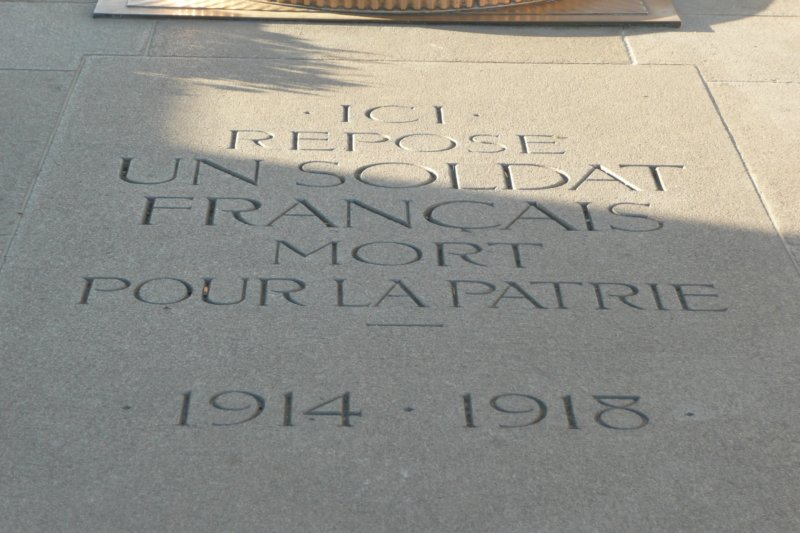 · ICI ·
REPOSE
UN SOLDAT
FRANÇAIS
MORT
POUR LA PATRIE
· 1914 · 1918 ·